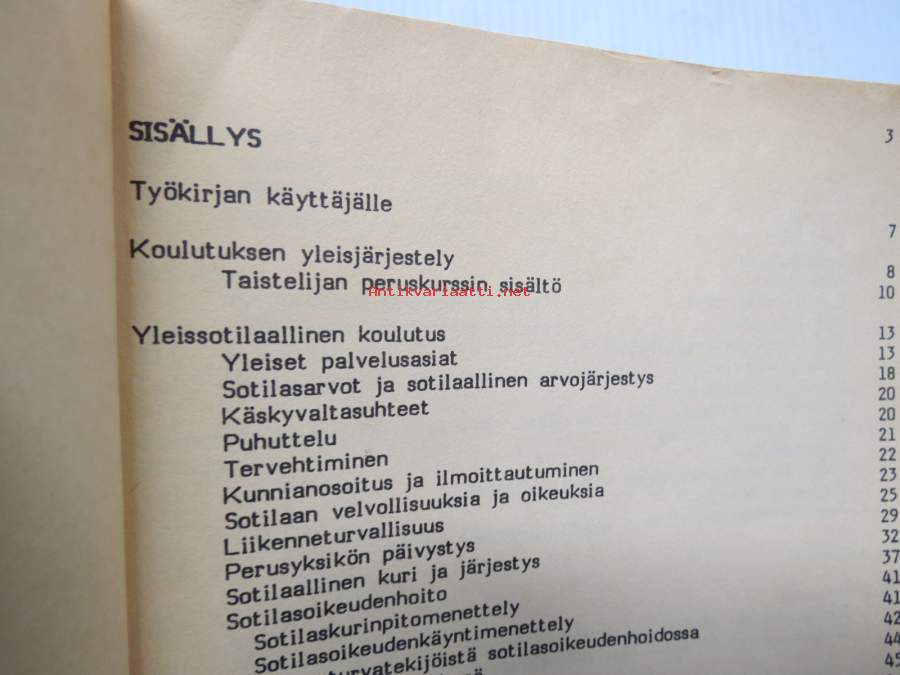 SISÄLLYS 3
Työkirjan käyttäjälle 7
Koulutuksen yleisjärjestely 8
Taistelijan peruskurssin sisältö 10
Antikvariaatti.net
Yleissotilaallinen koulutus 13
Yleiset palvelusasiat 13
Sotilasarvot ja sotilaallinen arvojärjestys 18
Käskyvaltasuhteet 20
Puhuttelu 20
Tervehtiminen 21
Kunnianosoitus ja ilmoittautuminen 22
Sotilaan velvollisuuksia ja oikeuksia 23
Liikenneturvallisuus 25
Perusyksikön päivystys 29
Sotilaallinen kuri ja järjestys 32
Sotilasoikeudenhoito 37
Sotilaskurinpitomenettely 41
Sotilasoikeudenkäyntimenettely 41
sotilasoikeudenhoidossa 42
44
45